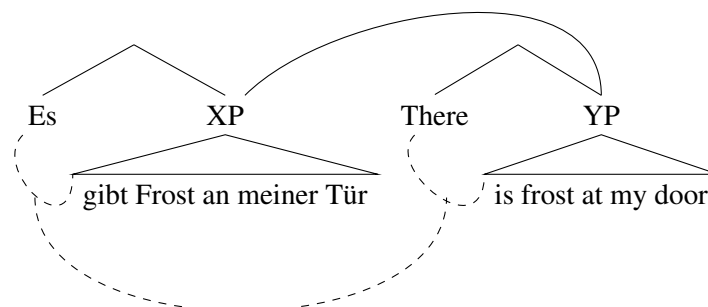 Es XP There YP
gibt Frost an meiner Tür is frost at my door